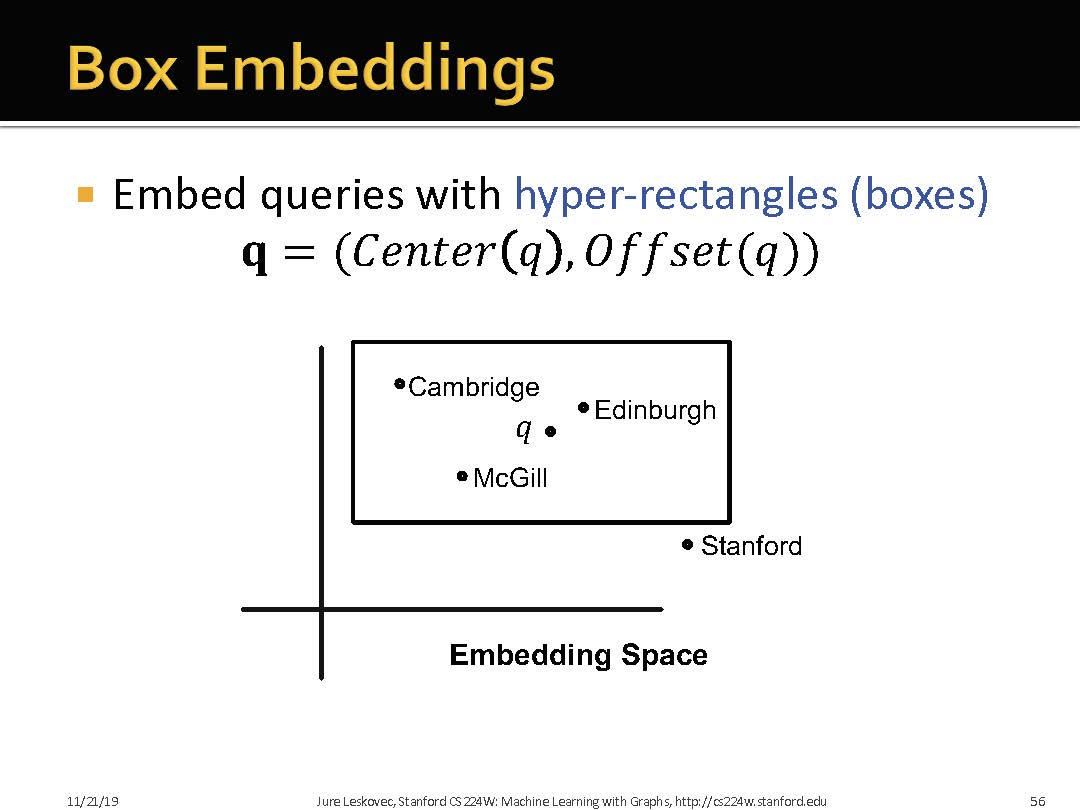 Box Embeddings
Embed queries with hyper-rectangles (boxes)
𝐪 = (𝐶𝑒𝑛𝑡𝑒𝑟(𝑞), 𝑂𝑓𝑓𝑠𝑒𝑡(𝑞))
Cambridge
Edinburgh
𝑞
McGill
Stanford
Embedding Space
11/21/19
Jure Leskovec, Stanford CS224W: Machine Learning with Graphs, http://cs224w.stanford.edu
56